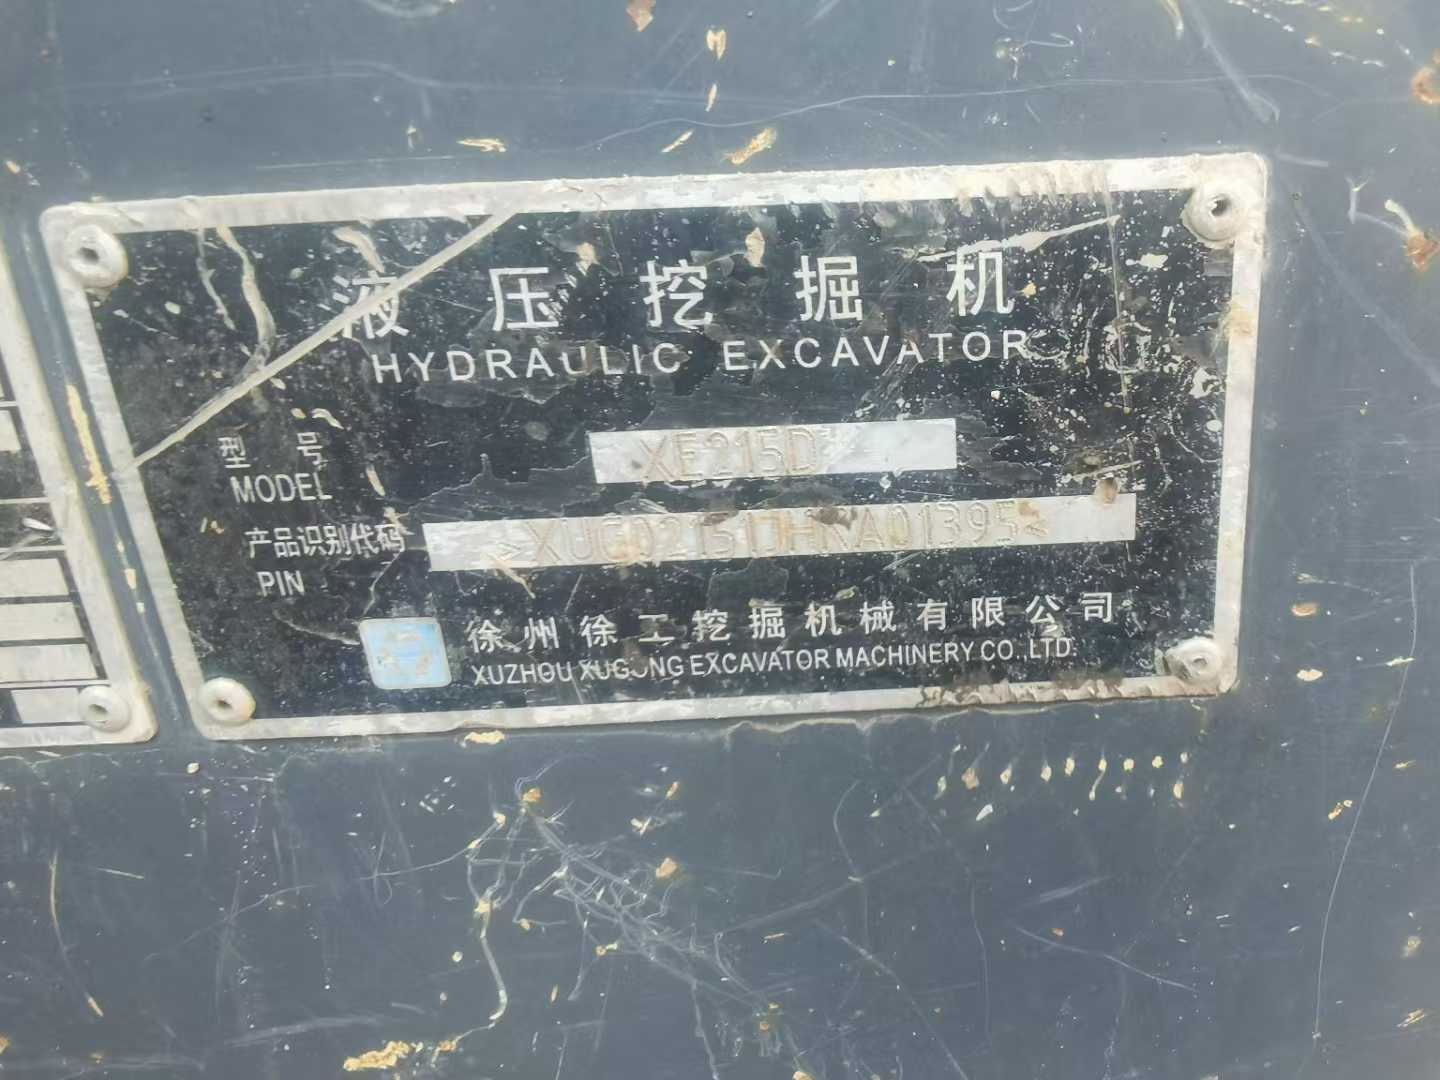 液压挖掘机
HYDRAULIC EXCAVATOR
型号 XE215D
MODEL
产品识别代码
PIN
徐州徐工挖掘机械有限公司
XUZHOU XUGONG EXCAVATOR MACHINERY CO.,LTD.